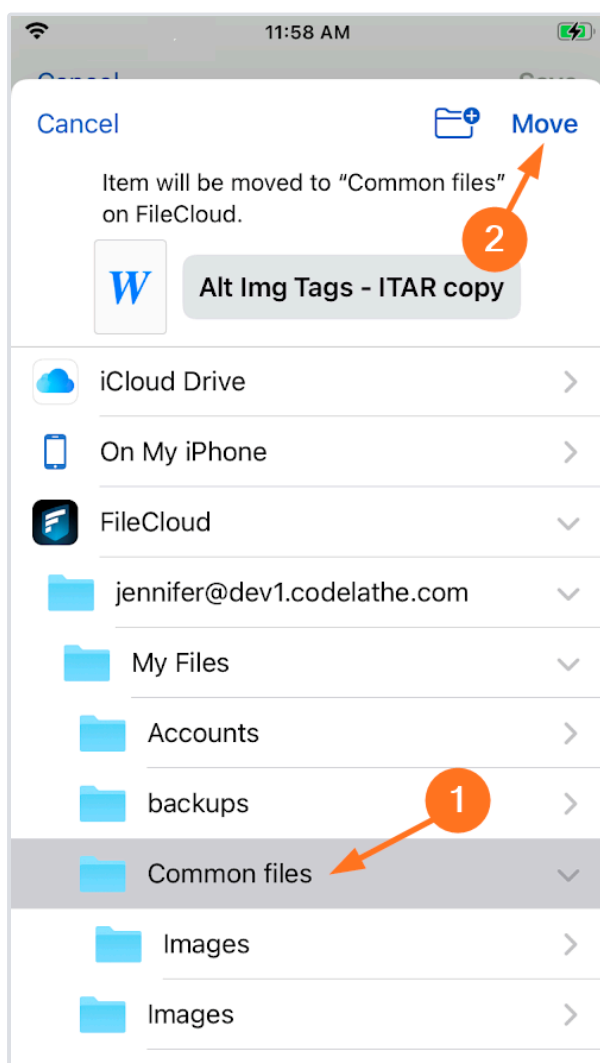 11:58 AM
Cancel Save
Cancel Move
Item will be moved to “Common files”
on FileCloud.
2
W Alt Img Tags - ITAR copy
iCloud Drive
On My iPhone
FileCloud
jennifer@dev1.codelathe.com
My Files
Accounts
backups
1
Common files
Images
Images